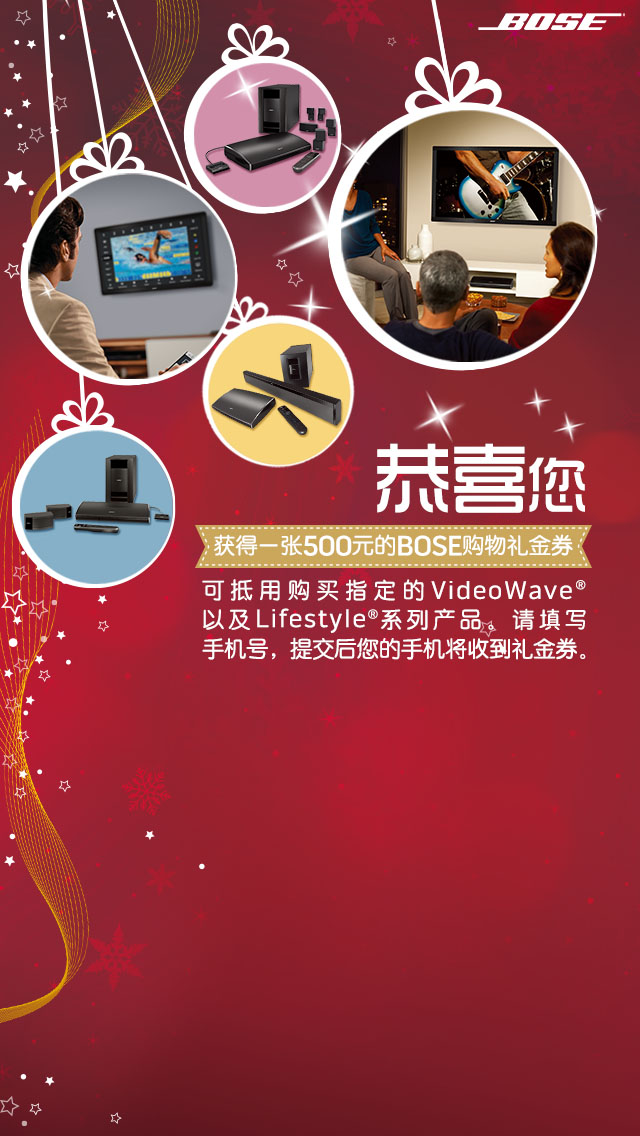 BOSE
恭喜您
获得一张500元的BOSE购物礼金券
可抵用购买指定的VideoWave®
以及Lifestyle®系列产品。请填写
手机号，提交后您的手机将收到礼金券。